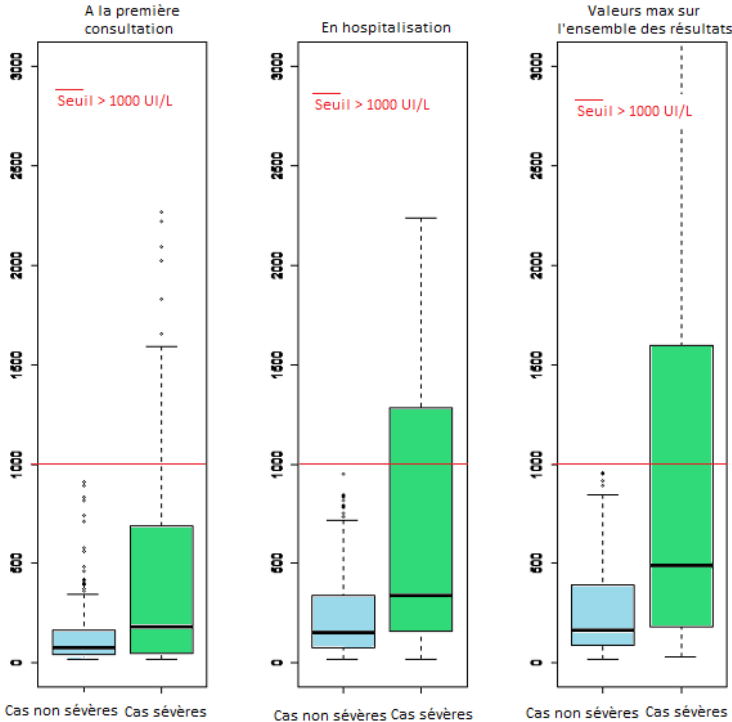 A la première
consultation
3000
2500
2000
1500
1000
500
0
Seuil > 1000 UI/L
Cas non sévères Cas sévères
En hospitalisation
3000
2500
2000
1500
1000
500
0
Seuil > 1000 UI/L
Cas non sévères Cas sévères
Valeurs max sur
l'ensemble des résultats
3000
2500
2000
1500
1000
500
0
Seuil > 1000 UI/L
Cas non sévères Cas sévères